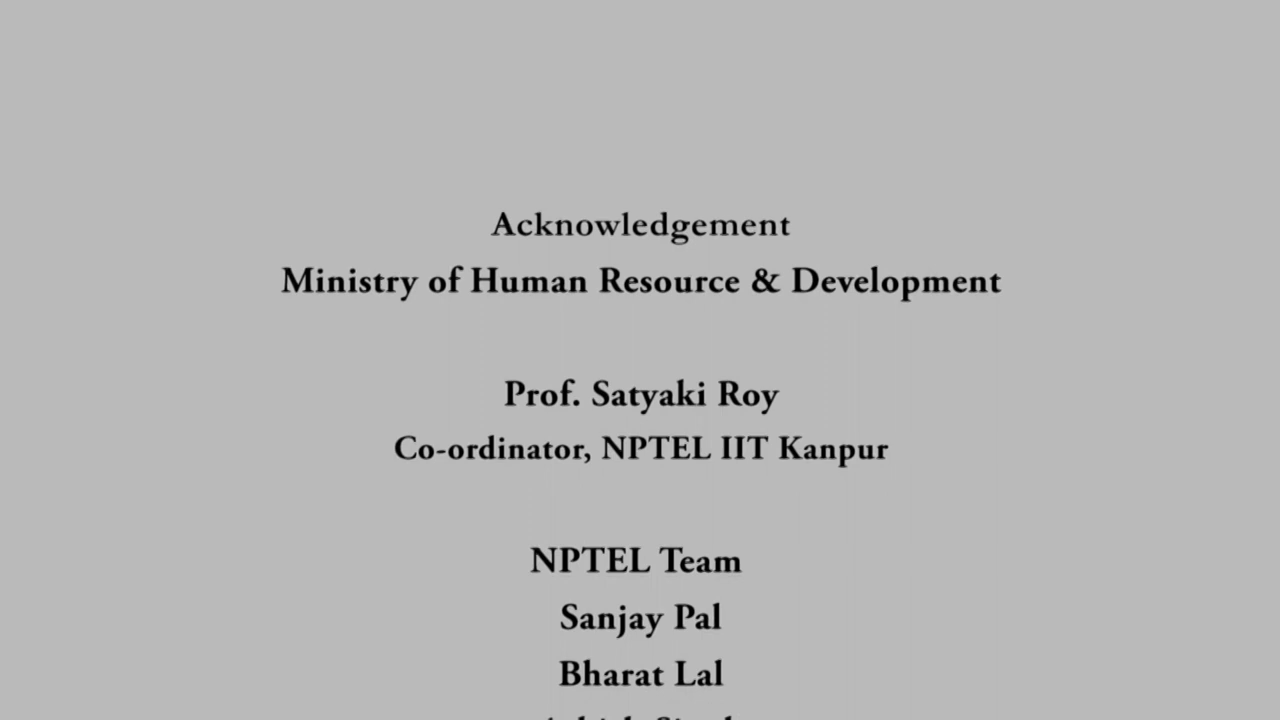 Acknowledgement
Ministry of Human Resource & Development
Prof. Satyaki Roy
Co-ordinator, NPTEL IIT Kanpur
NPTEL Team
Sanjay Pal
Bharat Lal